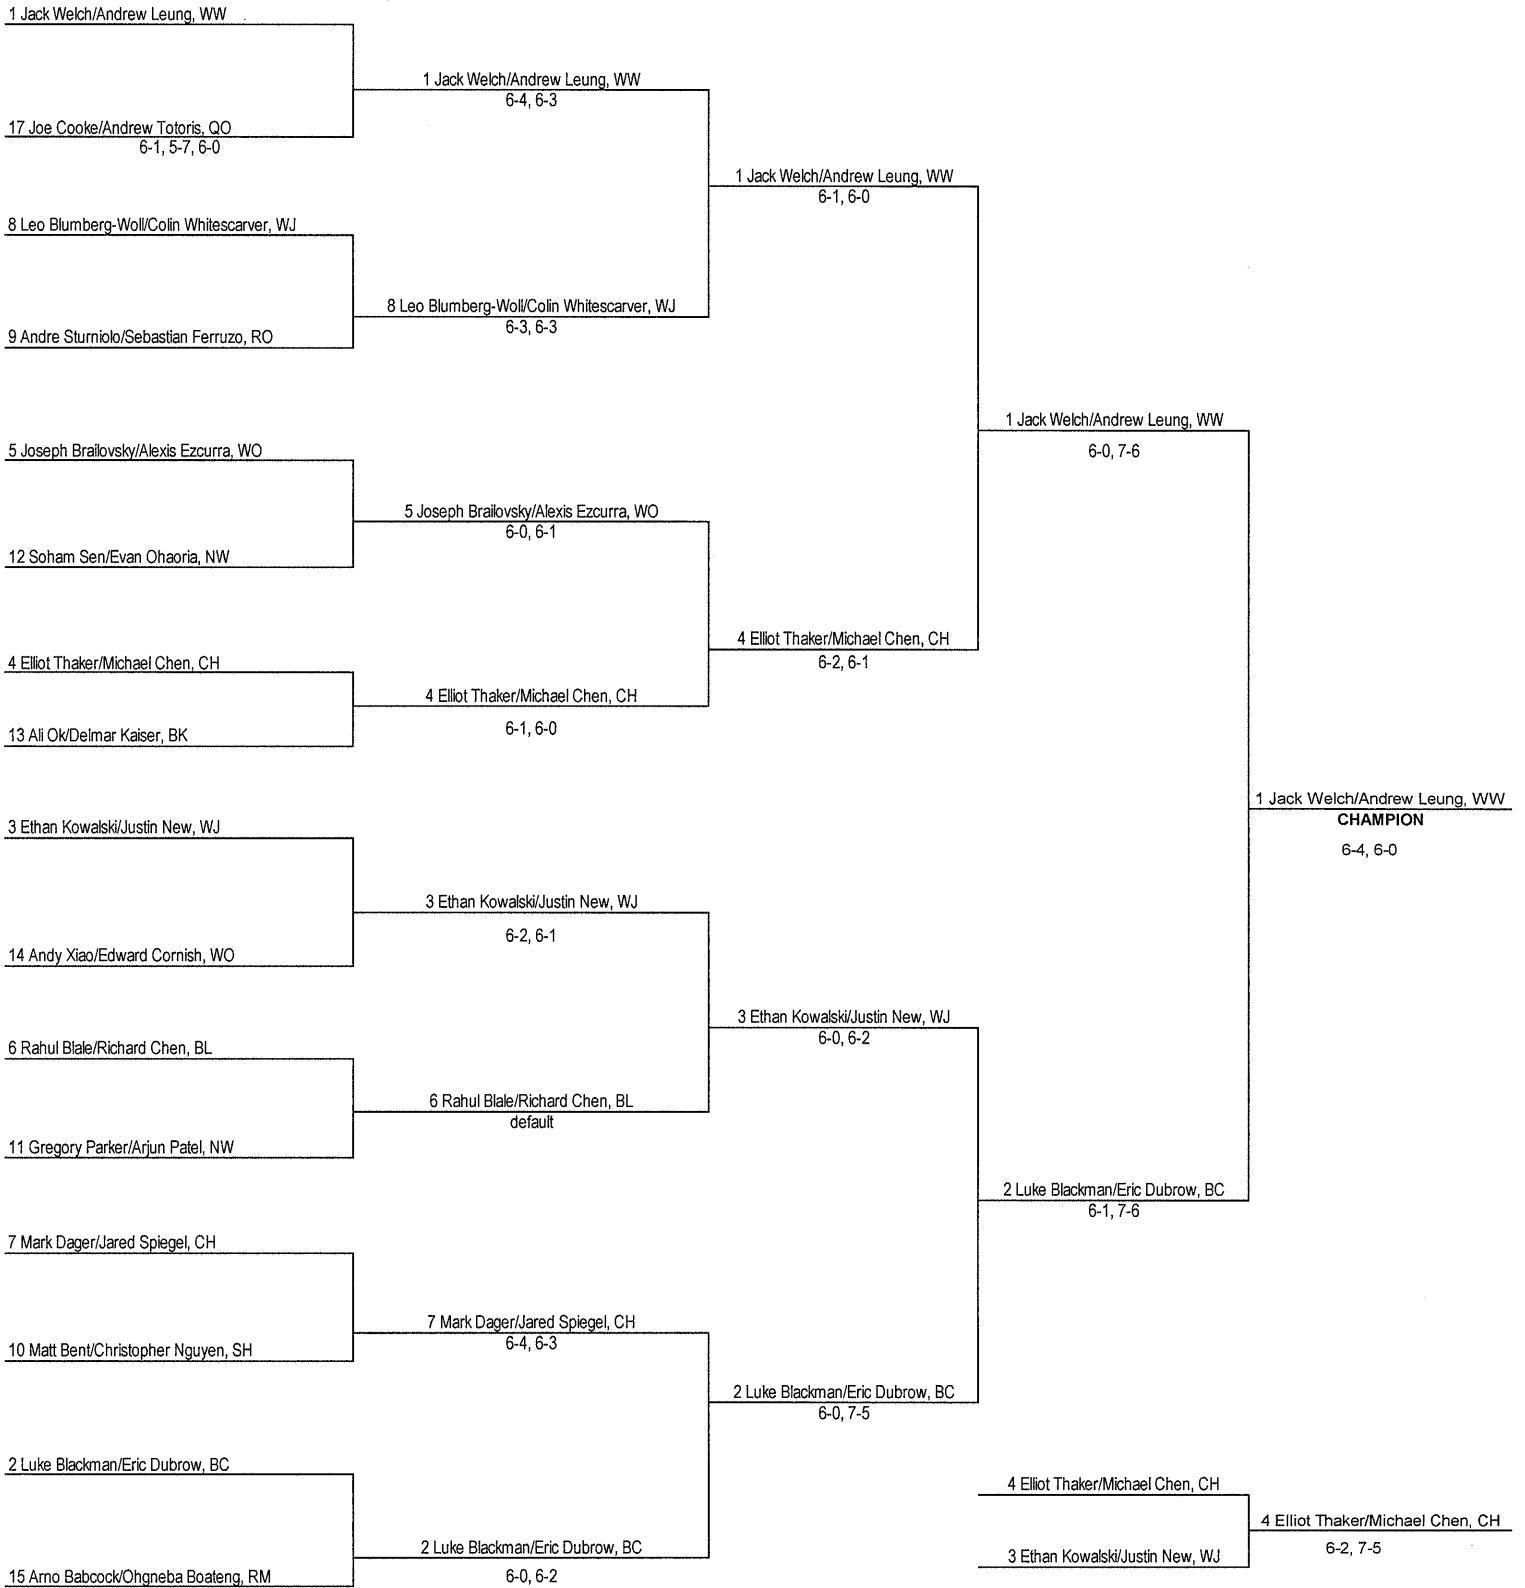 1 Jack Welch/Andrew Leung, WW
17 Joe Cooke/Andrew Totoris, QO
6-1, 5-7, 6-0
8 Leo Blumberg-Woll/Colin Whitescarver, WJ
9 Andre Sturniolo/Sebastian Ferruzo, RO
5 Joseph Brailovsky/Alexis Ezcurra, WO
12 Soham Sen/Evan Ohaoria, NW
4 Elliot Thaker/Michael Chen, CH
13 Ali Ok/Delmar Kaiser, BK
3 Ethan Kowalski/Justin New, WJ
14 Andy Xiao/Edward Cornish, WO
6 Rahul Blale/Richard Chen, BL
11 Gregory Parker/Arjun Patel, NW
7 Mark Dager/Jared Spiegel, CH
10 Matt Bent/Christopher Nguyen, SH
2 Luke Blackman/Eric Dubrow, BC
15 Arno Babcock/Ohgneba Boateng, RM
1 Jack Welch/Andrew Leung, WW
6-4, 6-3
8 Leo Blumberg-Woll/Colin Whitescarver, WJ
6-3, 6-3
5 Joseph Brailovsky/Alexis Ezcurra, WO
6-0, 6-1
4 Elliot Thaker/Michael Chen, CH
6-1, 6-0
3 Ethan Kowalski/Justin New, WJ
6-2, 6-1
6 Rahul Blale/Richard Chen, BL
default
7 Mark Dager/Jared Spiegel, CH
6-4, 6-3
2 Luke Blackman/Eric Dubrow, BC
6-0, 6-2
1 Jack Welch/Andrew Leung, WW
6-1, 6-0
4 Elliot Thaker/Michael Chen, CH
6-2, 6-1
3 Ethan Kowalski/Justin New, WJ
6-0, 6-2
2 Luke Blackman/Eric Dubrow, BC
6-0, 7-5
1 Jack Welch/Andrew Leung, WW
6-0, 7-6
2 Luke Blackman/Eric Dubrow, BC
6-1, 7-6
1 Jack Welch/Andrew Leung, WW
CHAMPION
6-4, 6-0
4 Elliot Thaker/Michael Chen, CH
3 Ethan Kowalski/Justin New, WJ
4 Elliot Thaker/Michael Chen, CH
6-2, 7-5